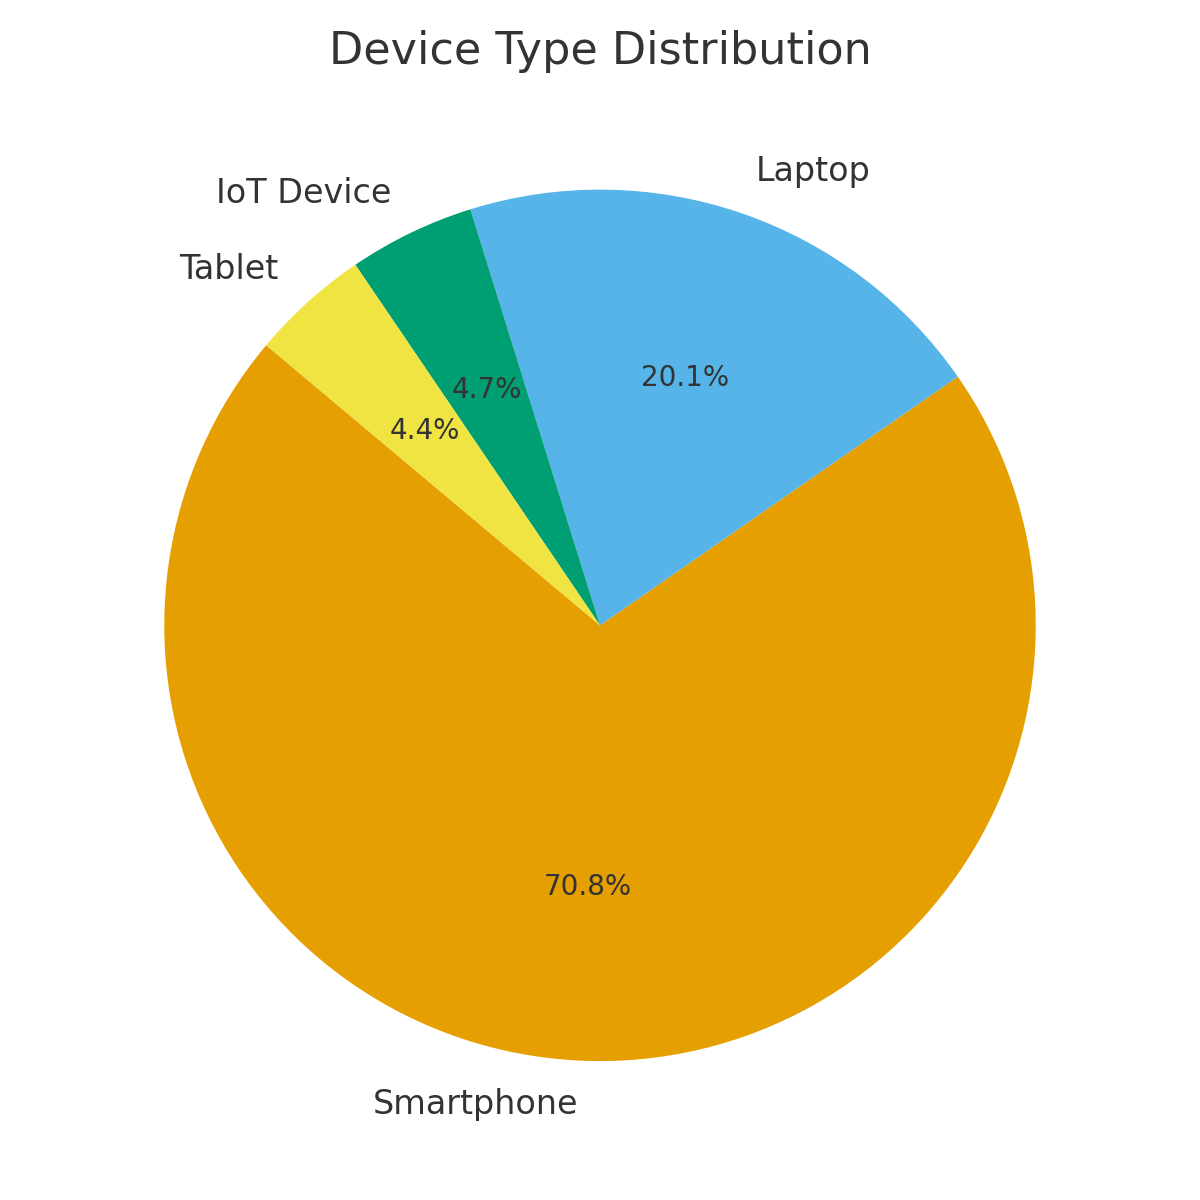 Device Type Distribution
Laptop
IoT Device
Tablet
20.1%
4.7%
4.4%
70.8%
Smartphone